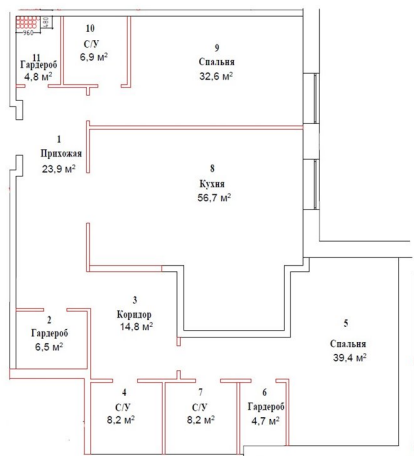 480
960
10
С/У
6,9 м²
9
Спальня
32,6 м²
11
Гардероб
4,8 м²
1
Прихожая
23,9 м²
8
Кухня
56,7 м²
3
Коридор
14,8 м²
2
Гардероб
6,5 м²
5
Спальня
39,4 м²
4
С/У
8,2 м²
7
С/У
8,2 м²
6
Гардероб
4,7 м²